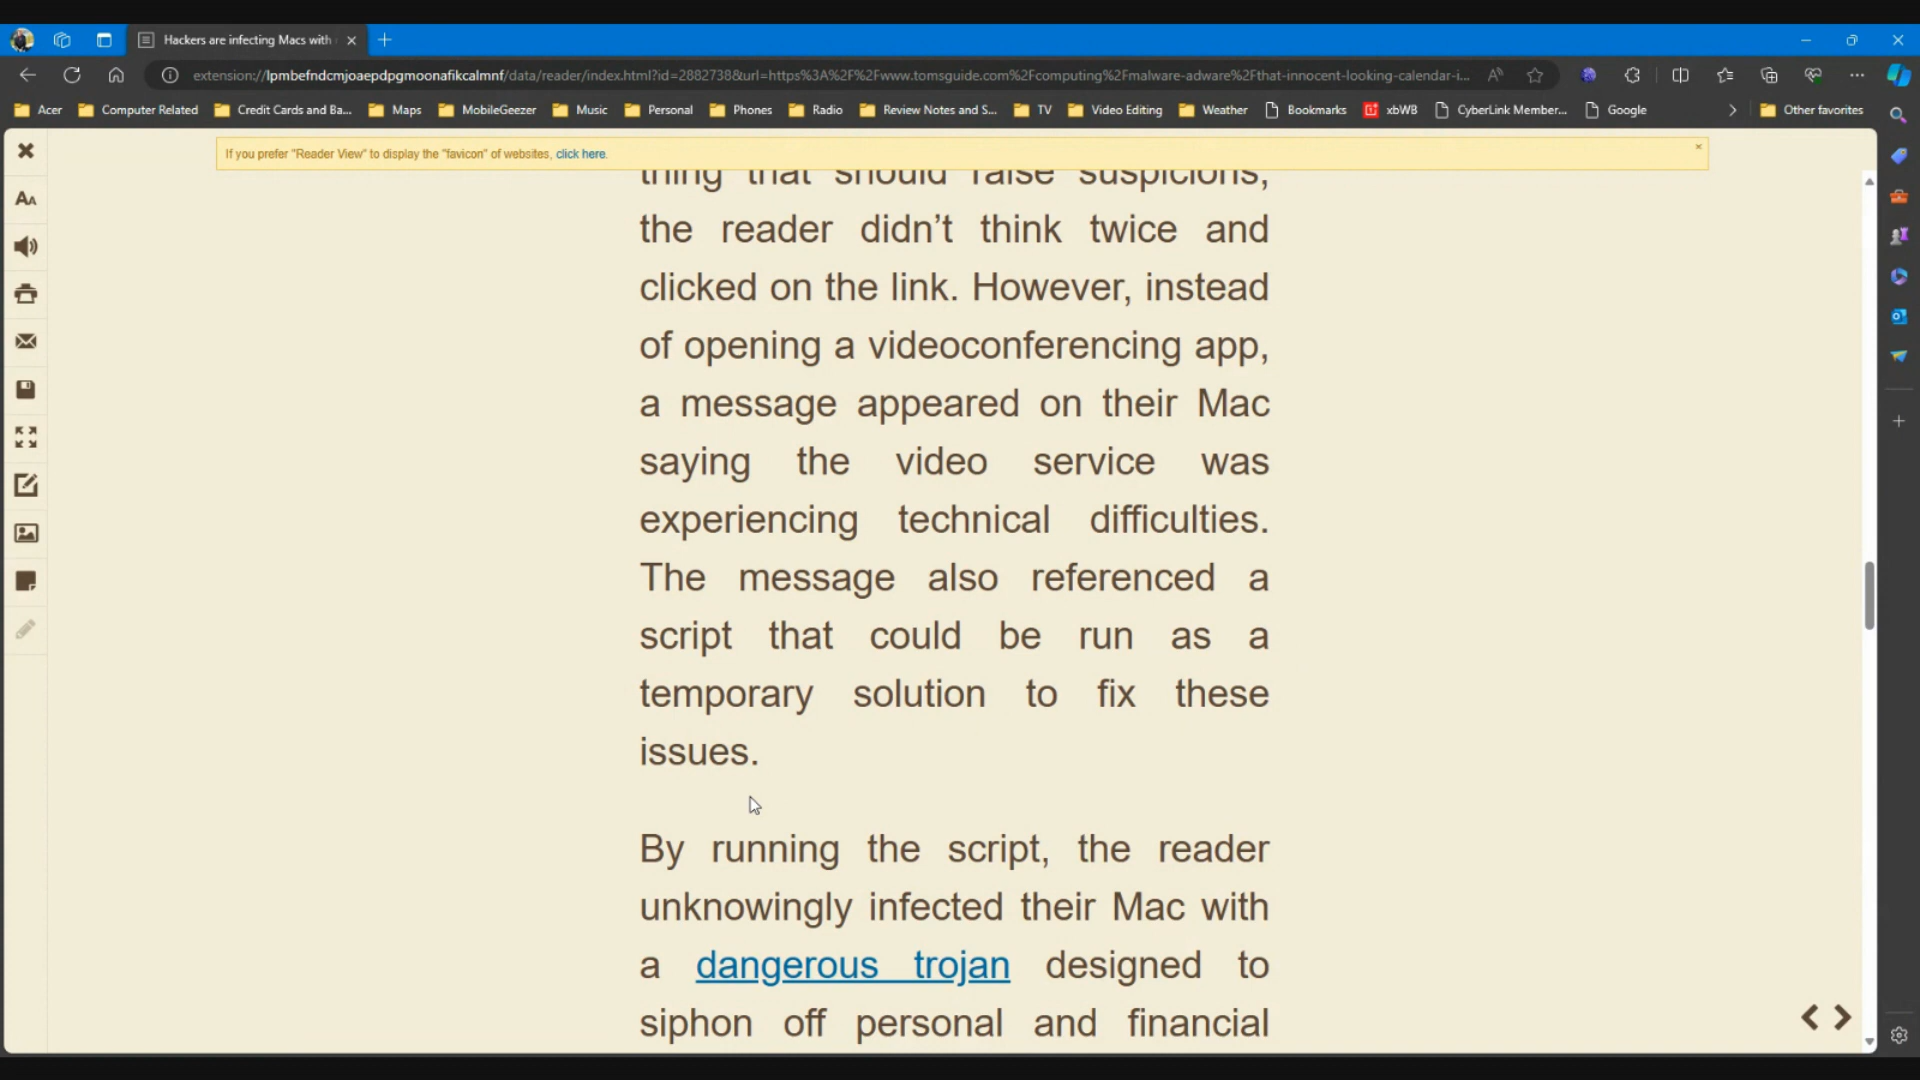 Hackers are infecting Macs with
extension://lpmbefndcmjoaepdpgmoonafikcalmnf/data/reader/index.html?id=2882738&url=https%3A%2F%2Fwww.tomsguide.com%2Fcomputing%2Fmalware-adware%2Fthat-innocent-looking-calendar-i...
Acer Computer Related Credit Cards and Ba... Maps MobileGeezer Music Personal Phones Radio Review Notes and S... TV Video Editing Weather Bookmarks xbWB CyberLink Member... Google Other favorites
If you prefer "Reader View" to display the "favicon" of websites, click here.
thing that should raise suspicions,
the reader didn’t think twice and
clicked on the link. However, instead
of opening a videoconferencing app,
a message appeared on their Mac
saying the video service was
experiencing technical difficulties.
The message also referenced a
script that could be run as a
temporary solution to fix these
issues.
By running the script, the reader
unknowingly infected their Mac with
a dangerous trojan designed to
siphon off personal and financial